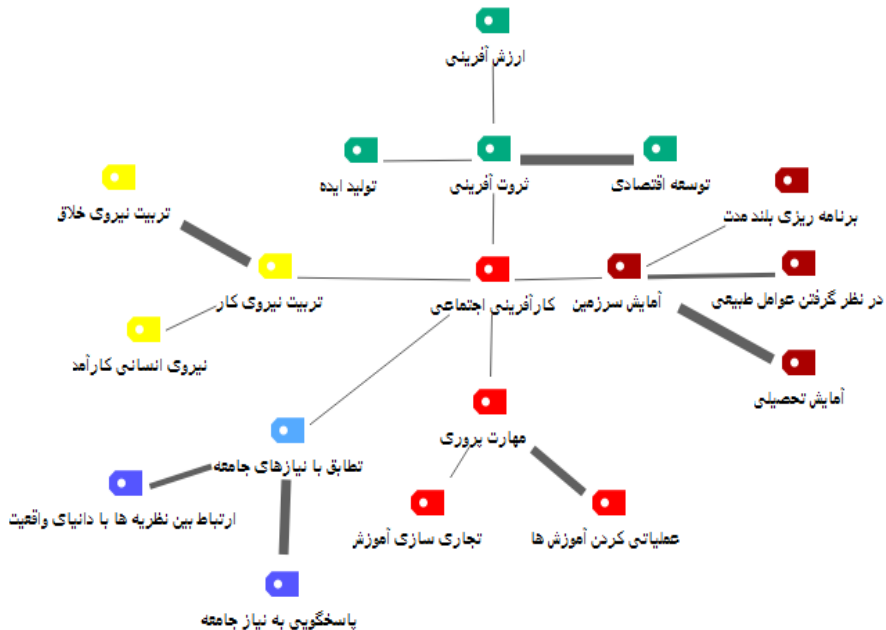 ارزش آفرینی
تولید ایده
ثروت آفرینی
توسعه اقتصادی
تربیت نیروی خلاق
برنامه ریزی بلند مدت
تربیت نیروی کار
کارآفرینی اجتماعی
آمایش سرزمین
در نظر گرفتن عوامل طبیعی
نیروی انسانی کارآمد
آمایش تحصیلی
مهارت پروری
تطابق با نیازهای جامعه
ارتباط بین نظریه ها با دانیای واقعیت
تجاری سازی آموزش
عملیاتی کردن آموزش ها
پاسخگویی به نیاز جامعه